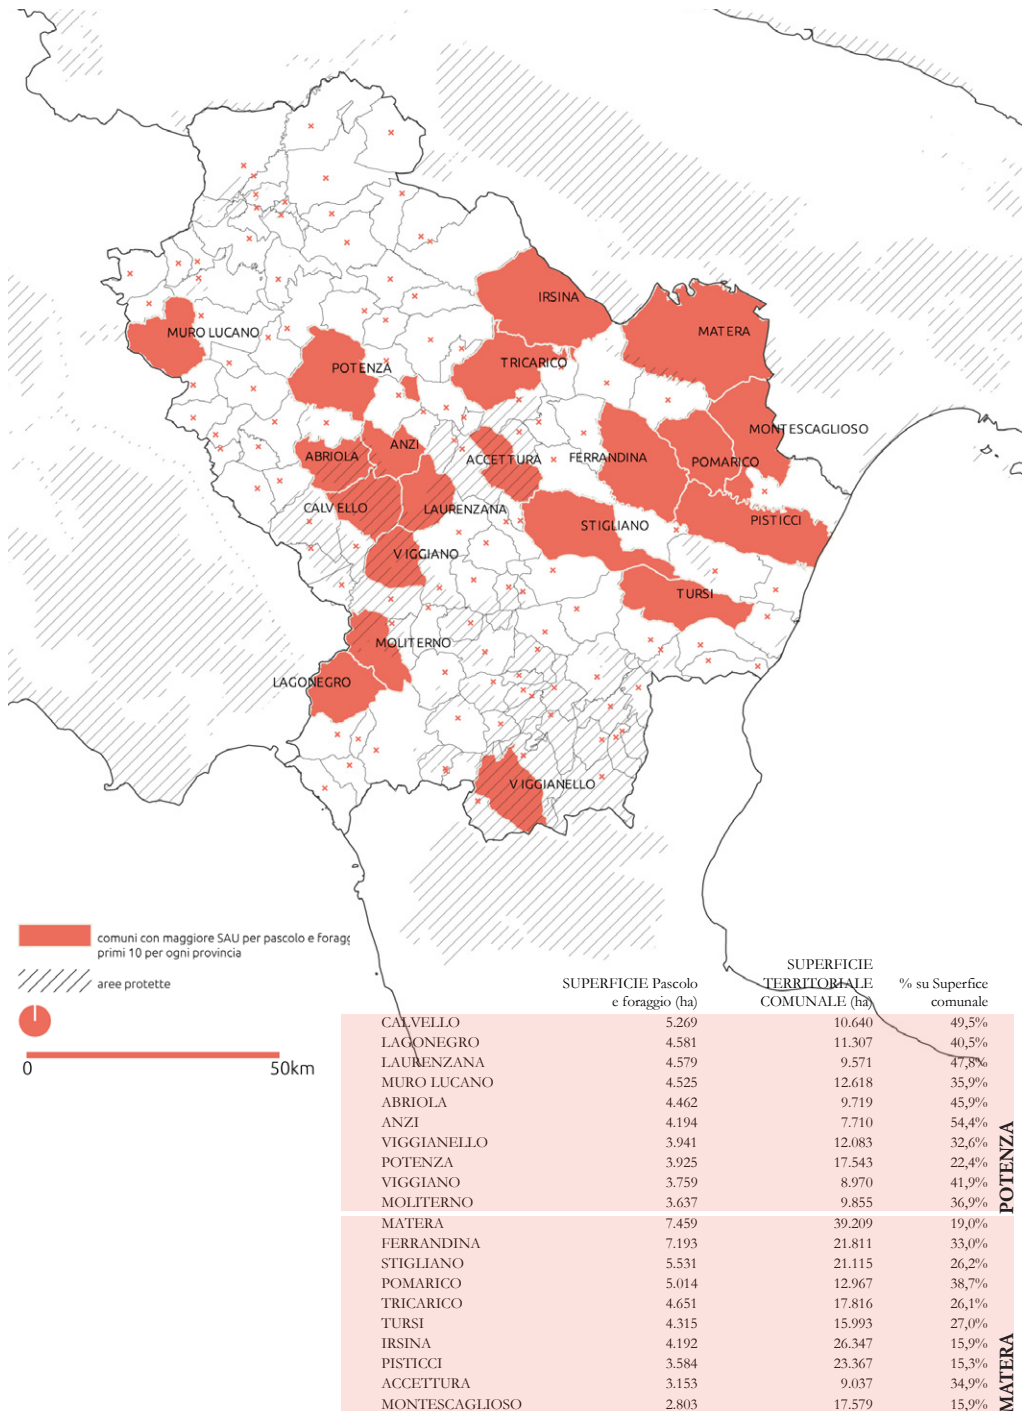 IRSINA
MATERA
MURO LUCANO
TRICARICO
POTENZA
MONTESCAGLIOSO
ANZI
ABRIOLA
ACCETTURA
FERRANDINA
POMARICO
CALVELLO
LAURENZANA
STIGLIANO
PISTICCI
VIGGIANO
TURSI
MOLITERNO
LAGONEGRO
VIGGIANELLO
comuni con maggiore SAU per pascolo e foragg
primi 10 per ogni provincia
aree protette
0 50km
SUPERFICIE Pascolo e foraggio (ha) SUPERFICIE TERRITORIALE COMUNALE (ha) % su Superfice comunale
CALVELLO 5.269 10.640 49,5%
LAGONEGRO 4.581 11.307 40,5%
LAURENZANA 4.579 9.571 47,8%
MURO LUCANO 4.525 12.618 35,9%
ABRIOLA 4.462 9.719 45,9%
ANZI 4.194 7.710 54,4%
VIGGIANELLO 3.941 12.083 32,6%
POTENZA 3.925 17.543 22,4%
VIGGIANO 3.759 8.970 41,9%
MOLITERNO 3.637 9.855 36,9%
POTENZA
MATERA 7.459 39.209 19,0%
FERRANDINA 7.193 21.811 33,0%
STIGLIANO 5.531 21.115 26,2%
POMARICO 5.014 12.967 38,7%
TRICARICO 4.651 17.816 26,1%
TURSI 4.315 15.993 27,0%
IRSINA 4.192 26.347 15,9%
PISTICCI 3.584 23.367 15,3%
ACCETTURA 3.153 9.037 34,9%
MONTESCAGLIOSO 2.803 17.579 15,9%
MATERA